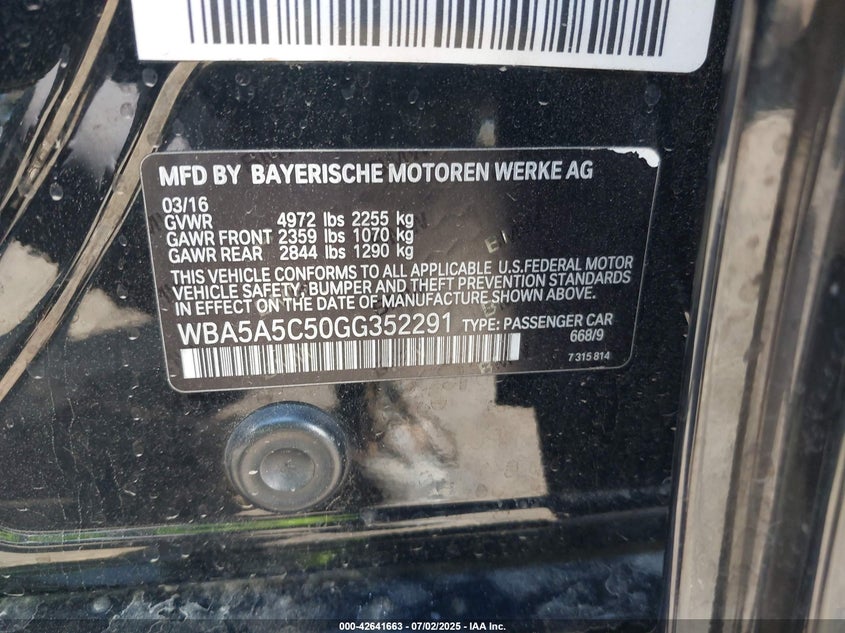 MFD BY BAYERISCHE MOTOREN WERKE AG
03/16
GVWR 4972 lbs 2255 kg
GAWR FRONT 2359 lbs 1070 kg
GAWR REAR 2844 lbs 1290 kg
THIS VEHICLE CONFORMS TO ALL APPLICABLE U.S.FEDERAL MOTOR
VEHICLE SAFETY, BUMPER AND THEFT PREVENTION STANDARDS
IN EFFECT ON THE DATE OF MANUFACTURE SHOWN ABOVE.
WBA5A5C50GG352291 TYPE: PASSENGER CAR
668/9
7 315 814
000-42641663 - 07/02/2025 - IAA Inc.